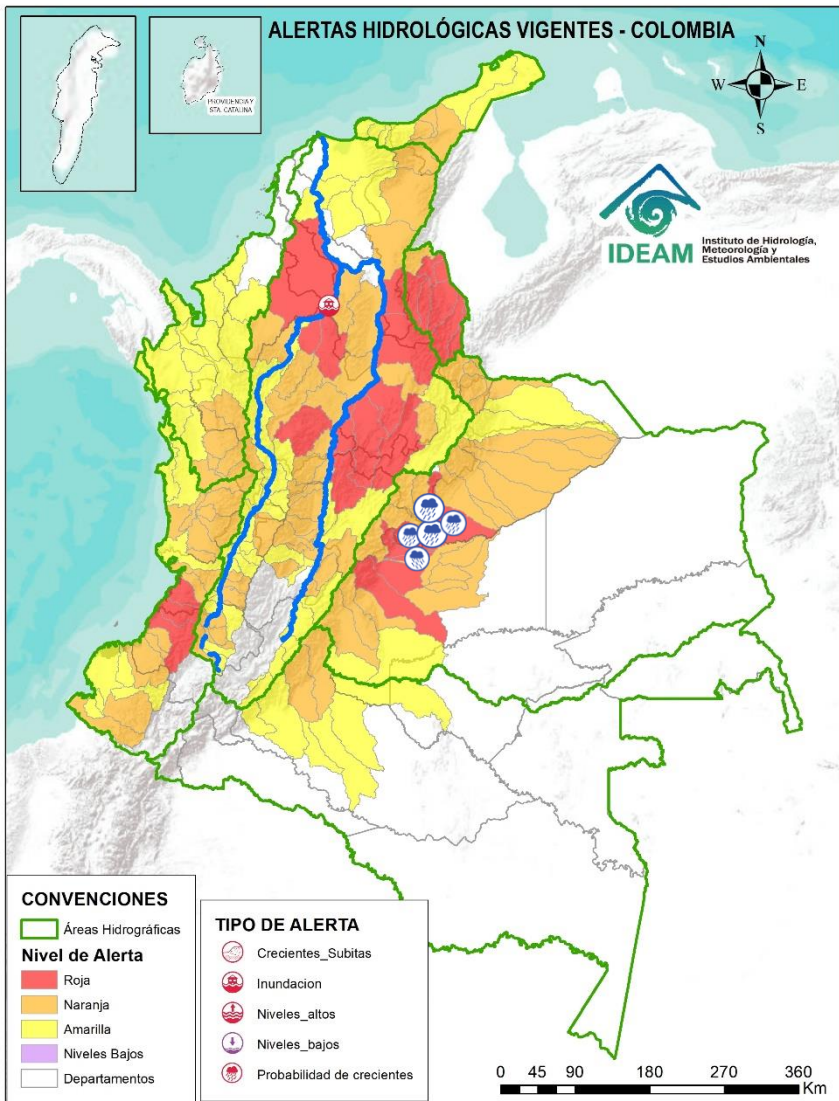 ALERTAS HIDROLÓGICAS VIGENTES - COLOMBIA
PROVIDENCIA Y
STA. CATALINA
N
W
E
S
IDEAM
Instituto de Hidrología,
Meteorología y
Estudios Ambientales
CONVENCIONES
Áreas Hidrográficas
Nivel de Alerta
Roja
Naranja
Amarilla
Niveles Bajos
Departamentos
TIPO DE ALERTA
Crecientes_Subitas
Inundacion
Niveles_altos
Niveles_bajos
Probabilidad de crecientes
0 45 90 180 270 360
Km